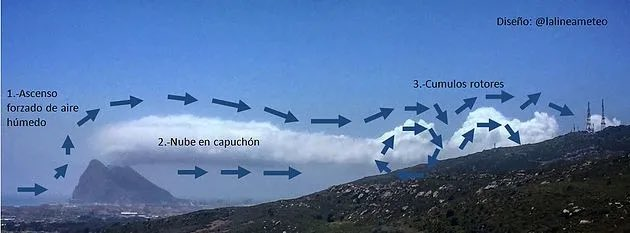 Diseño: @lalineameteo
1.-Ascenso
forzado de aire
húmedo
2.-Nube en capuchón
3.-Cumulos rotores